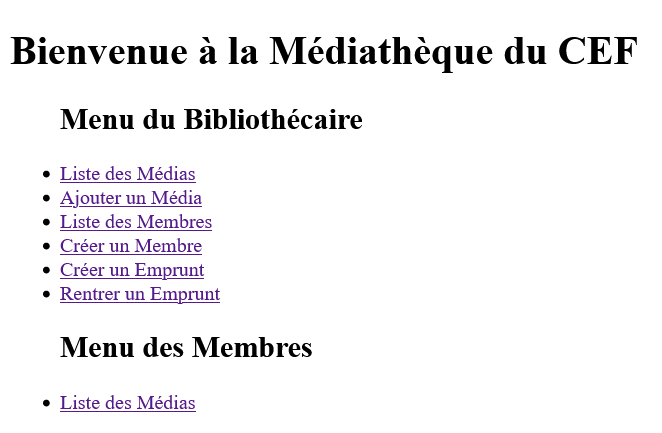 Bienvenue à la Médiathèque du CEF
Menu du Bibliothécaire
Liste des Médias
Ajouter un Média
Liste des Membres
Créer un Membre
Créer un Emprunt
Rentrer un Emprunt
Menu des Membres
Liste des Médias